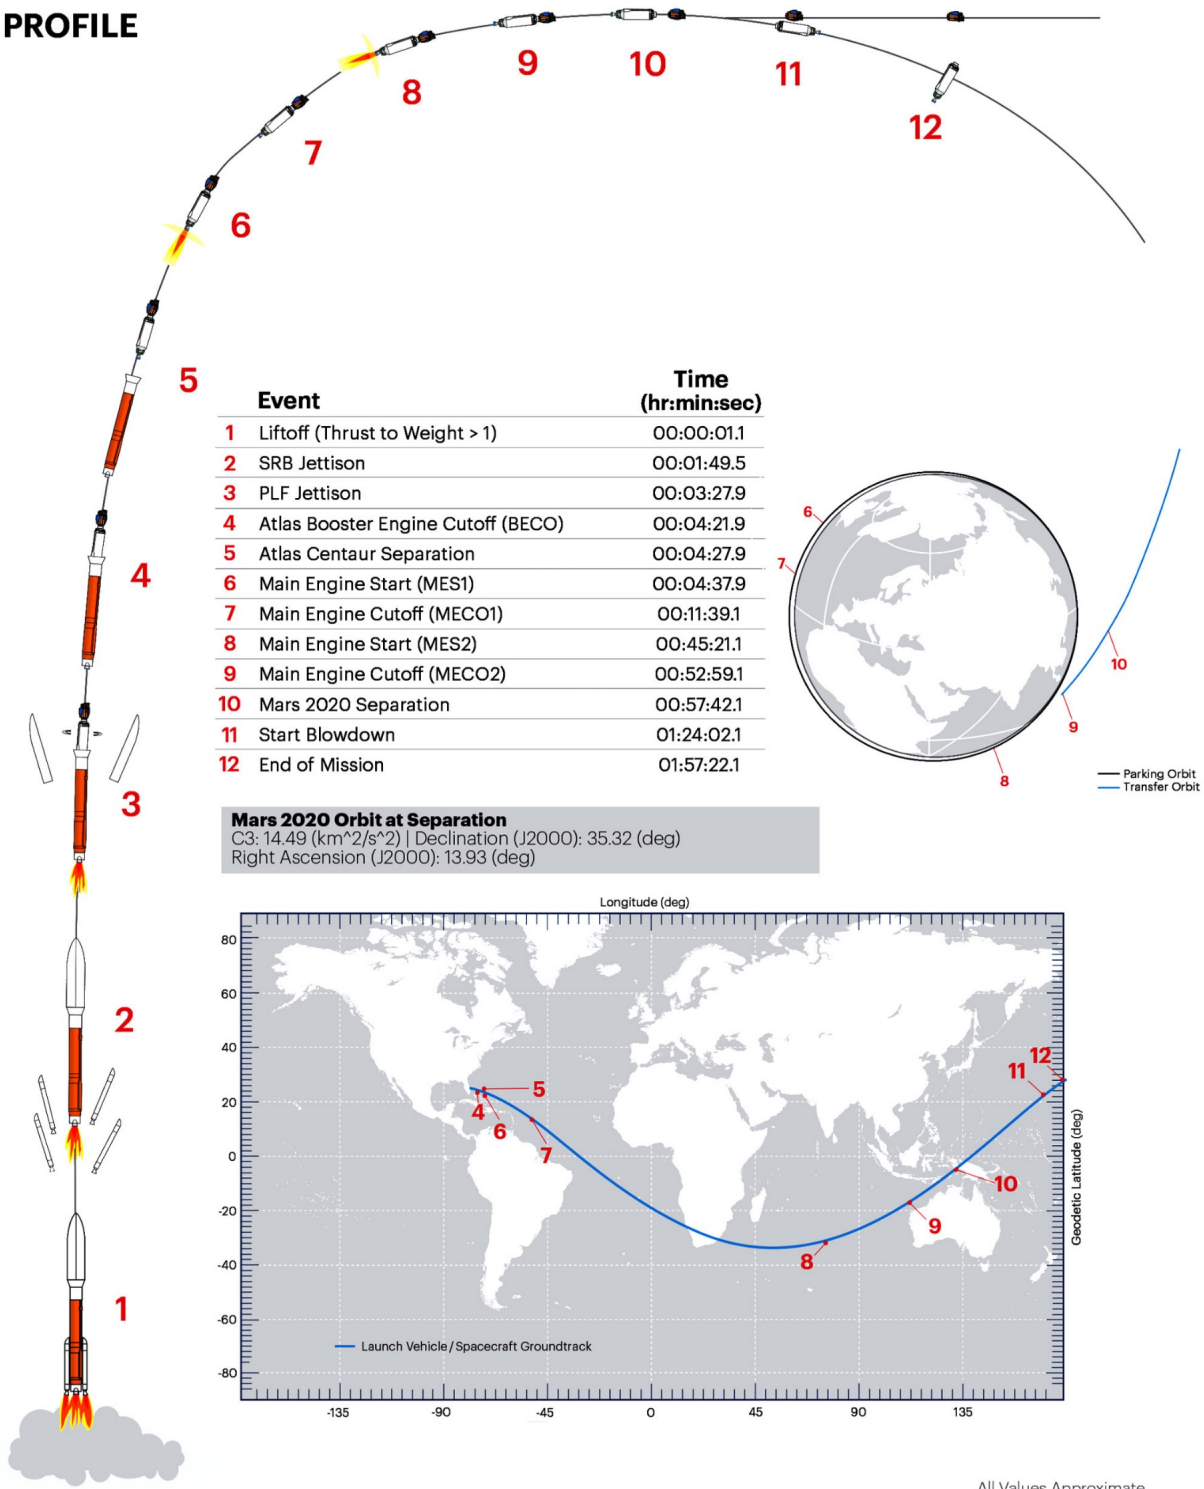 PROFILE
9
10
11
8
12
7
6
5
Event Time
(hr:min:sec)
1 Liftoff (Thrust to Weight > 1) 00:00:01.1
2 SRB Jettison 00:01:49.5
3 PLF Jettison 00:03:27.9
4 Atlas Booster Engine Cutoff (BECO) 00:04:21.9
5 Atlas Centaur Separation 00:04:27.9
6 Main Engine Start (MES1) 00:04:37.9
7 Main Engine Cutoff (MECO1) 00:11:39.1
8 Main Engine Start (MES2) 00:45:21.1
9 Main Engine Cutoff (MECO2) 00:52:59.1
10 Mars 2020 Separation 00:57:42.1
11 Start Blowdown 01:24:02.1
12 End of Mission 01:57:22.1
4
3
2
1
6
7
10
9
8
Parking Orbit
Transfer Orbit
Mars 2020 Orbit at Separation
C3: 14.49 (km^2/s^2) | Declination (J2000): 35.32 (deg)
Right Ascension (J2000): 13.93 (deg)
Longitude (deg)
80
60
40
20
0
-20
-40
-60
-80
12
11
5
4
6
7
10
9
8
Geodetic Latitude (deg)
Launch Vehicle/Spacecraft Groundtrack
-135 -90 -45 0 45 90 135
All Values Approximate